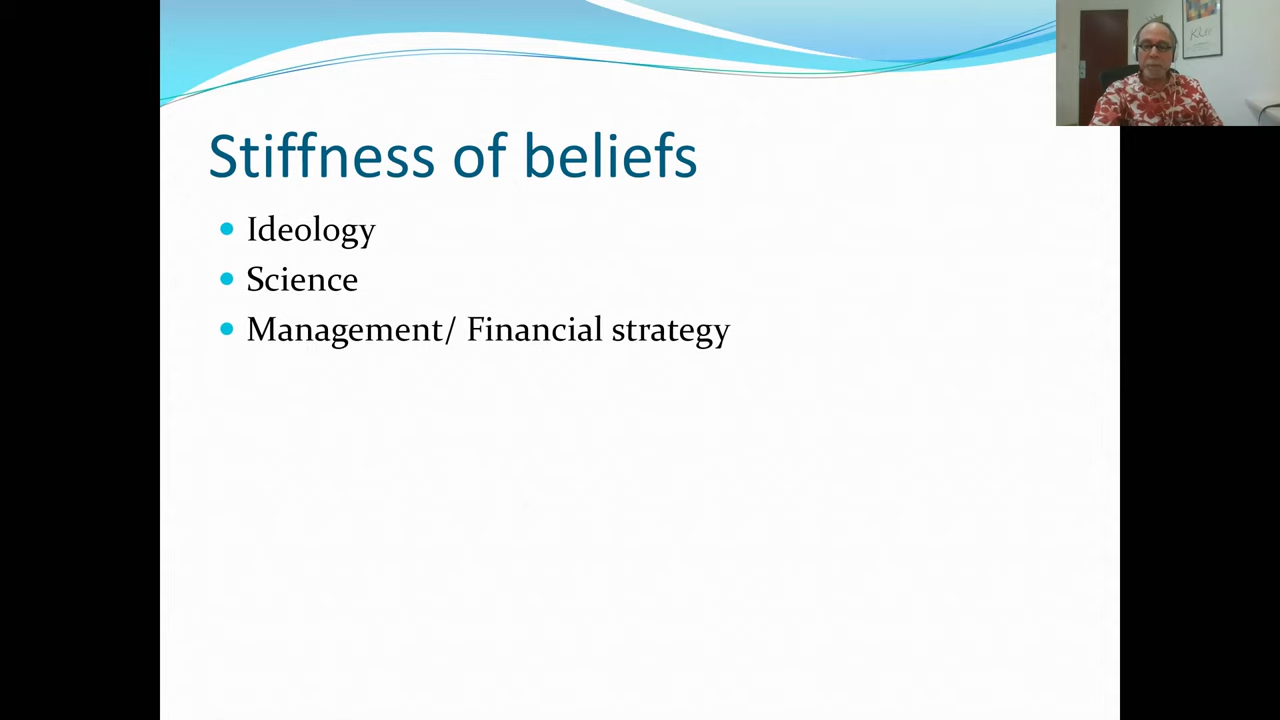 Stiffness of beliefs
Ideology
Science
Management/ Financial strategy